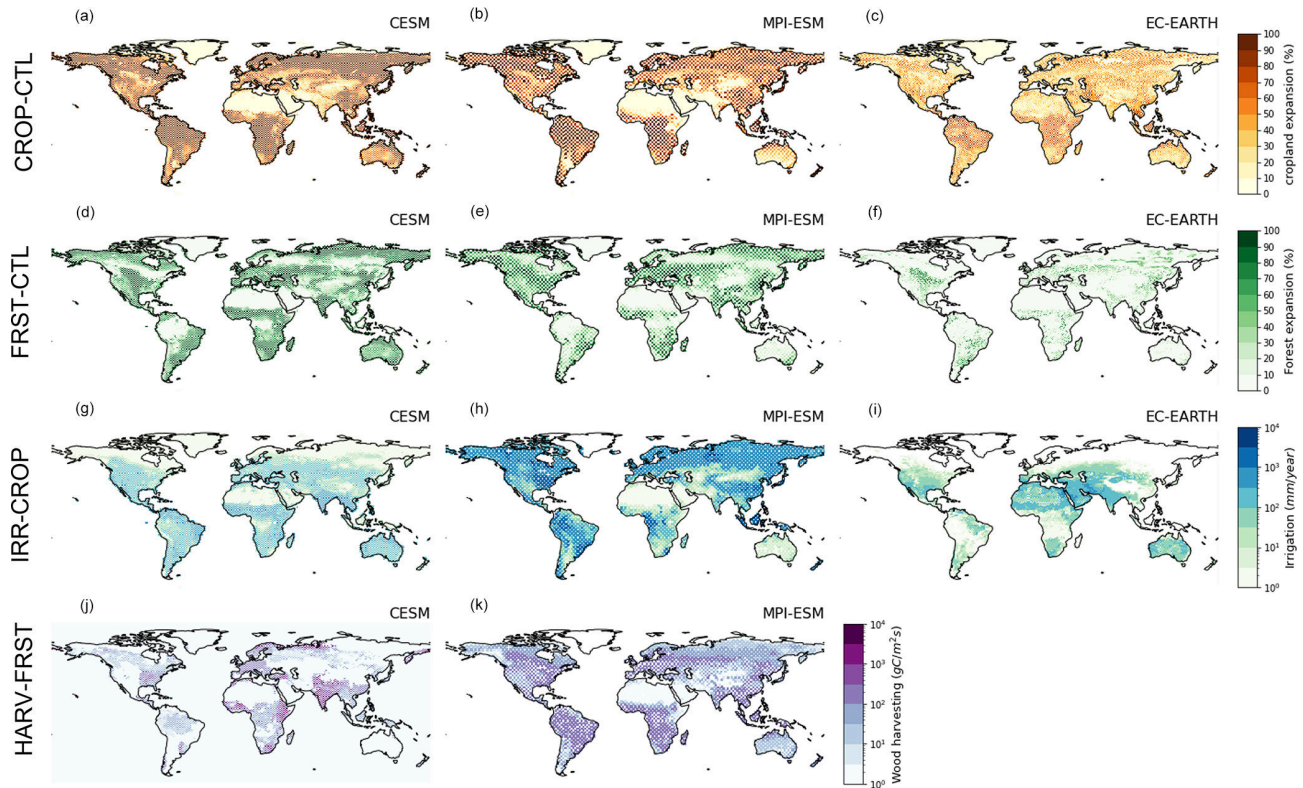 (a) CESM
(b) MPI-ESM
(c) EC-EARTH
CROP-CTL
100
90
80
70
60
50
40
30
20
10
0
cropland expansion (%)
(d) CESM
(e) MPI-ESM
(f) EC-EARTH
FRST-CTL
100
90
80
70
60
50
40
30
20
10
0
Forest expansion (%)
(g) CESM
(h) MPI-ESM
(i) EC-EARTH
IRR-CROP
10⁴
10³
10²
10¹
10⁰
Irrigation (mm/year)
(j) CESM
(k) MPI-ESM
HARV-FRST
10⁴
10³
10²
10¹
10⁰
Wood harvesting (gC/m²s)